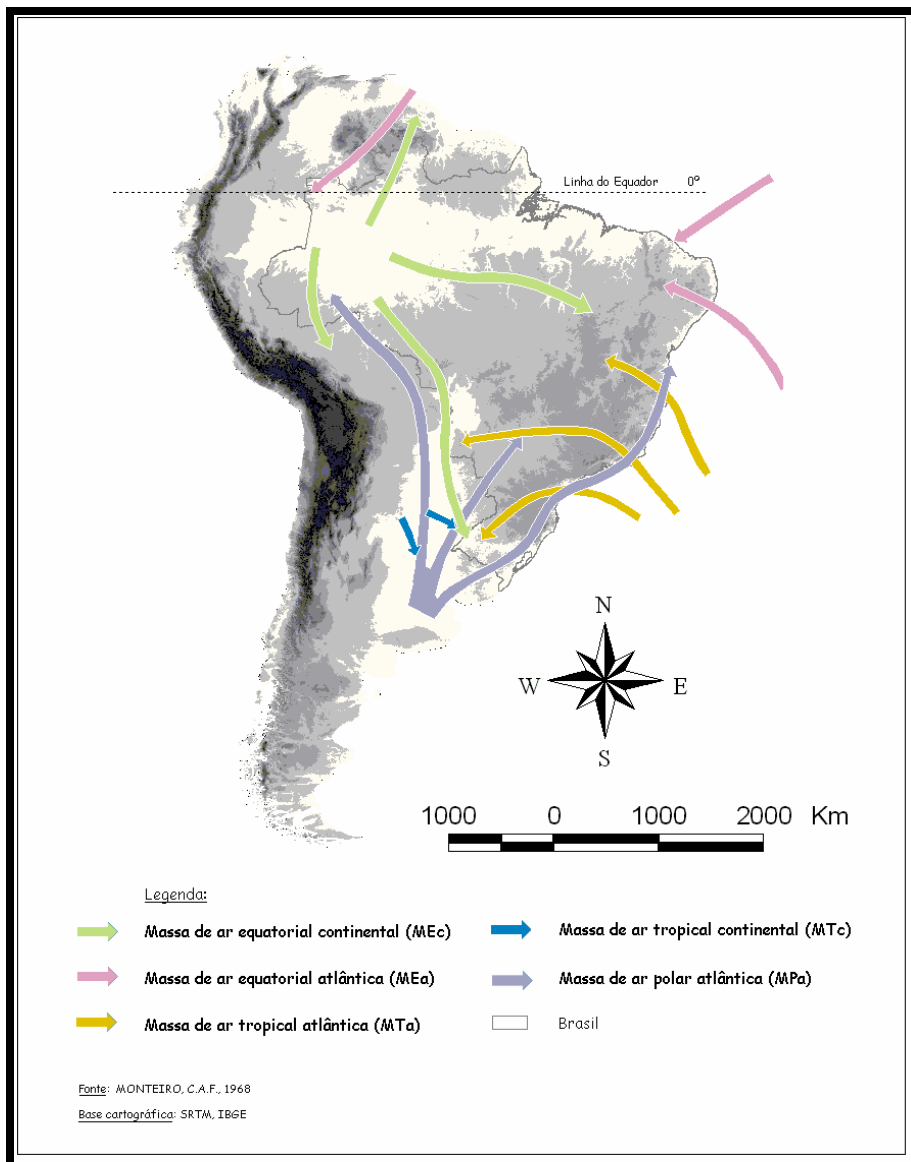 Linha do Equador 0º
N
W E
S
1000 0 1000 2000 Km
Legenda:
Massa de ar equatorial continental (MEc)
Massa de ar tropical continental (MTc)
Massa de ar equatorial atlântica (MEa)
Massa de ar polar atlântica (MPa)
Massa de ar tropical atlântica (MTa)
Brasil
Fonte: MONTEIRO, C.A.F., 1968
Base cartográfica: SRTM, IBGE